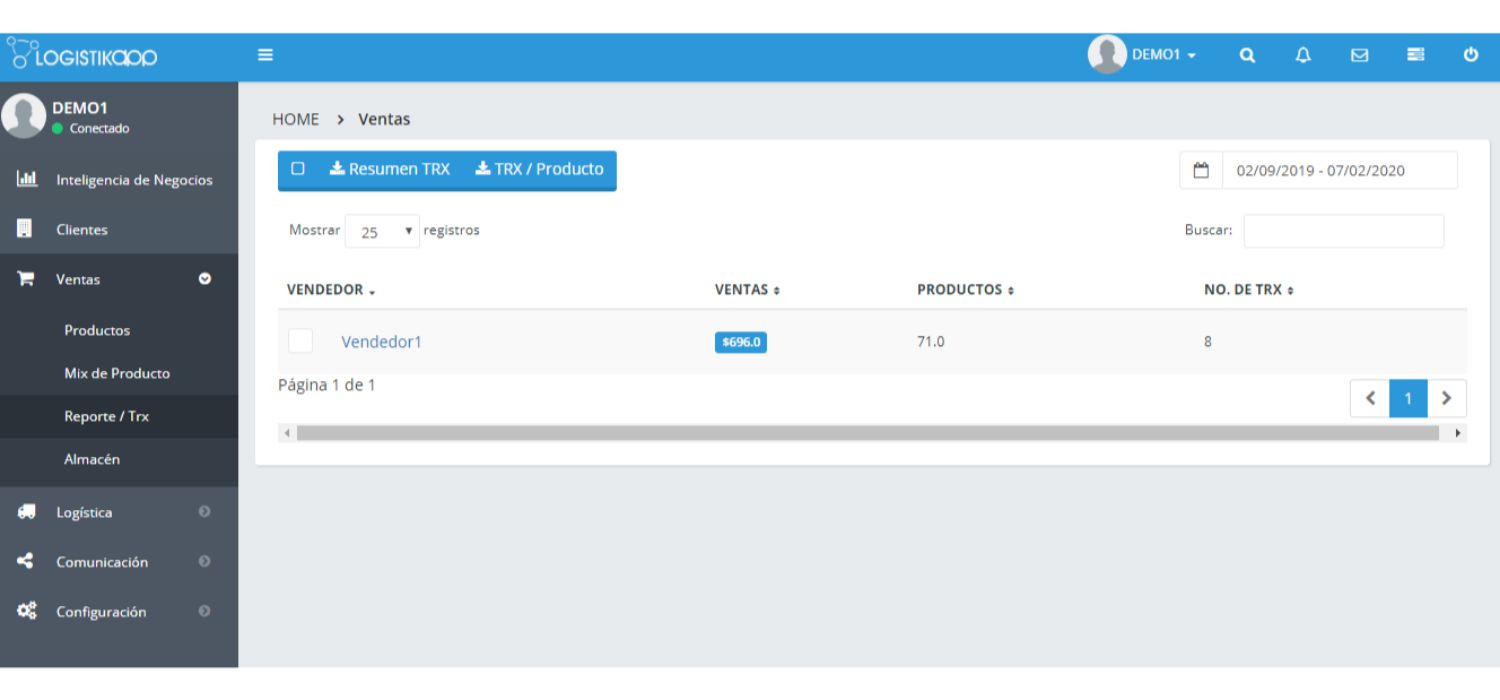 LOGISTIKapp
DEMO1
DEMO1
Conectado
Inteligencia de Negocios
Clientes
Ventas
Productos
Mix de Producto
Reporte / Trx
Almacén
Logística
Comunicación
Configuración
HOME > Ventas
Resumen TRX TRX / Producto
02/09/2019 - 07/02/2020
Mostrar 25 registros
Buscar:
VENDEDOR VENTAS PRODUCTOS NO. DE TRX
Vendedor1 $696.0 71.0 8
Página 1 de 1
1